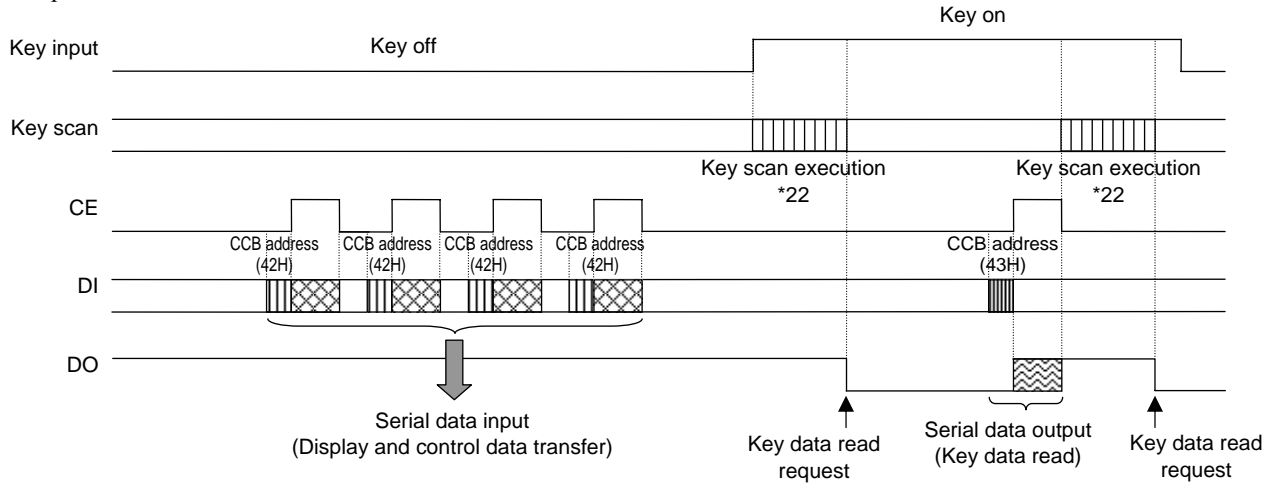 Key on
Key input
Key off
Key scan
Key scan execution
*22
Key scan execution
*22
CE
CCB address
(42H)
CCB address
(42H)
CCB address
(42H)
CCB address
(42H)
CCB address
(43H)
DI
DO
Serial data input
(Display and control data transfer)
Key data read
request
Serial data output
(Key data read)
Key data read
request